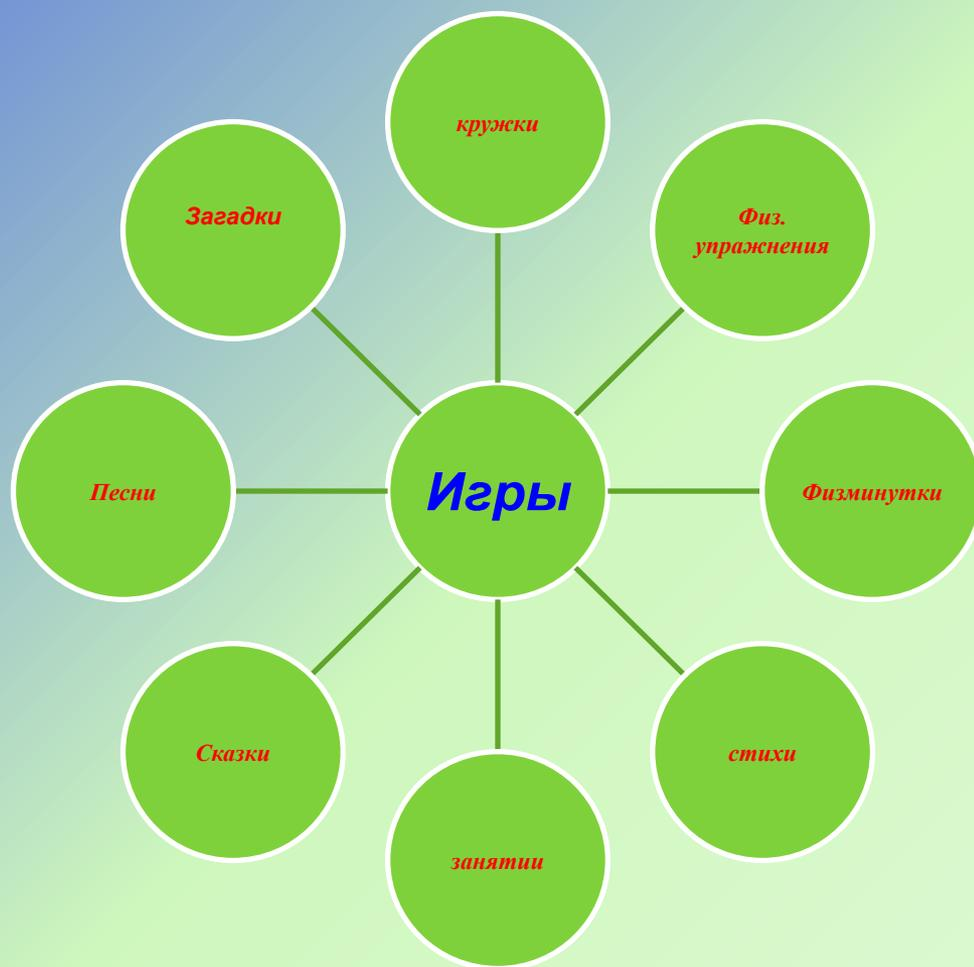 кружки
Загадки
Физ.
упражнения
Песни
Игры
Физминутки
Сказки
стихи
занятии